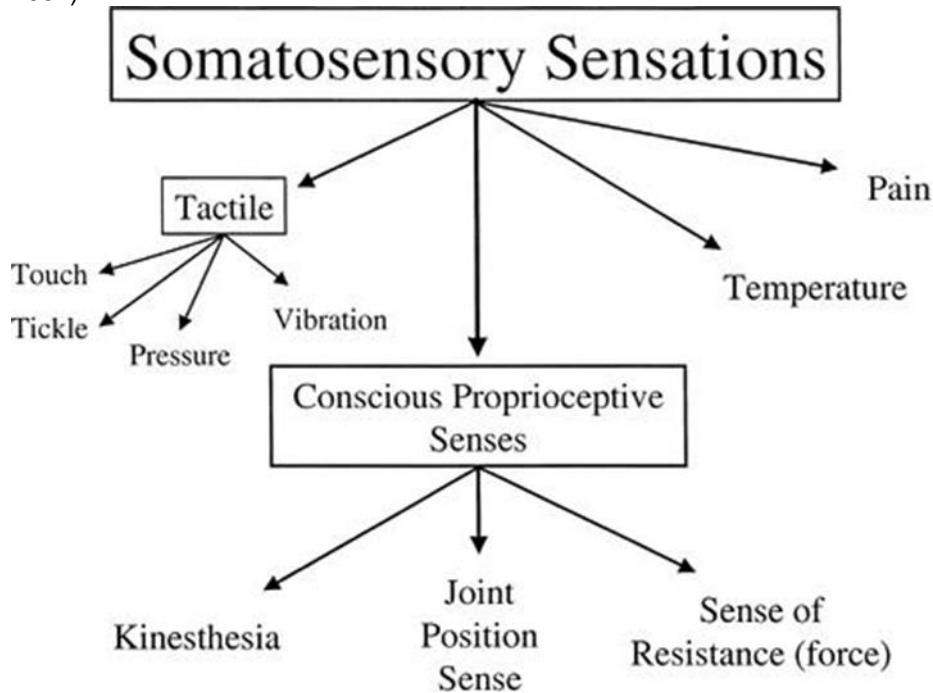 Somatosensory Sensations
Pain
Tactile
Touch
Temperature
Tickle
Vibration
Pressure
Conscious Proprioceptive
Senses
Kinesthesia
Joint
Position
Sense
Sense of
Resistance (force)